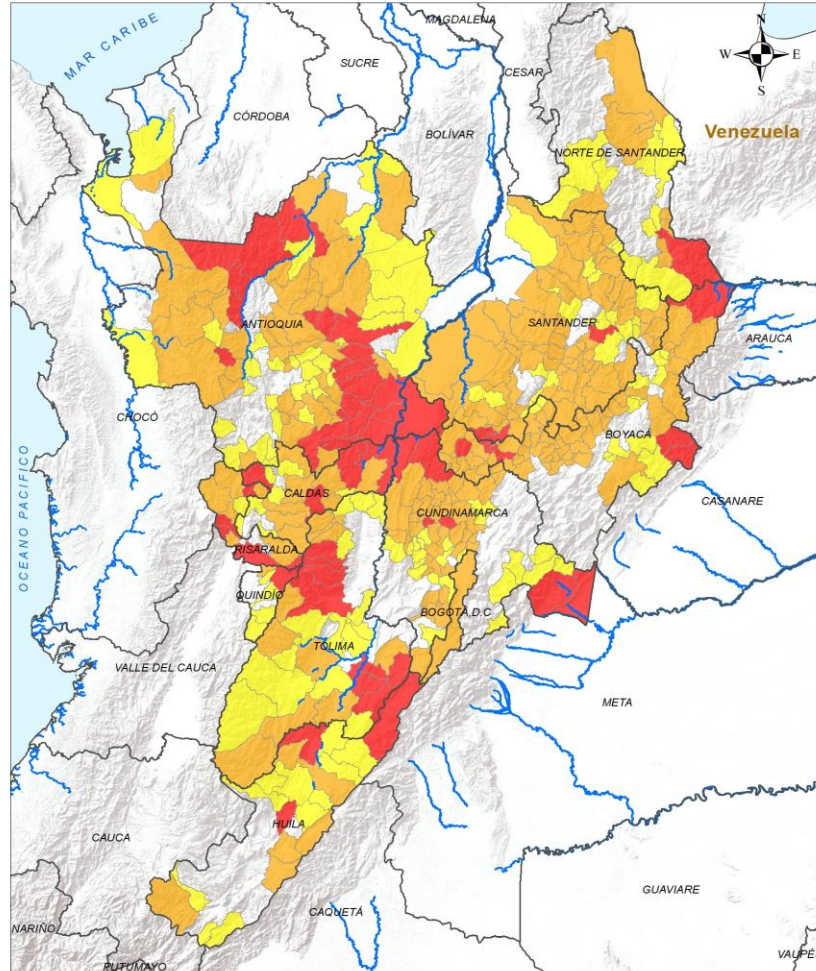 MAGDALENA
N
MAR CARIBE
W
E
SUCRE
CESAR
S
CÓRDOBA
BOLÍVAR
Venezuela
NORTE DE SANTANDER
ANTIOQUIA
SANTANDER
ARAUCA
CHOCÓ
BOYACÁ
OCEANO PACIFICO
CALDAS
CUNDINAMARCA
CASANARE
RISARALDA
QUINDÍO
BOGOTÁ, D.C.
TOLIMA
VALLE DEL CAUCA
META
HUILA
CAUCA
CAQUETÁ
GUAVIARE
NARIÑO
PUTUMAYO
VAUPÉS